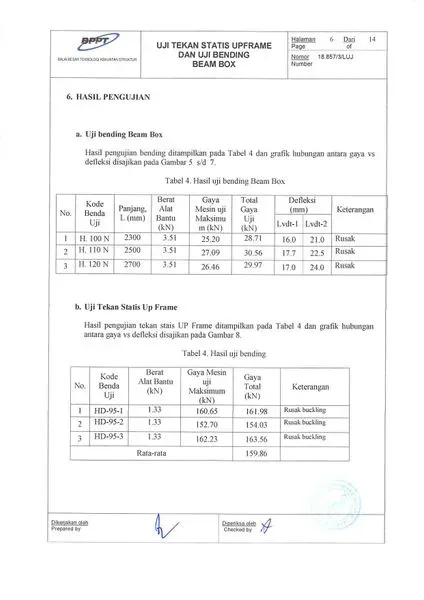 BPPT
BALAI BESAR TEKNOLOGI KEKUATAN STRUKTUR
UJI TEKAN STATIS UPFRAME
DAN UJI BENDING
BEAM BOX
Halaman 6 Dari 14
Page of
Nomor 18.857/3/LUJ
Number
6. HASIL PENGUJIAN
a. Uji bending Beam Box
Hasil pengujian bending ditampilkan pada Tabel 4 dan grafik hubungan antara gaya vs
defleksi disajikan pada Gambar 5 s/d 7.
Tabel 4. Hasil uji bending Beam Box
No. Kode Benda Uji Panjang, L (mm) Berat Alat Bantu (kN) Gaya Mesin uji Maksimu m (kN) Total Gaya Uji (kN) Defleksi (mm) Lvdt-1 Lvdt-2 Keterangan
1 H. 100 N 2300 3.51 25.20 28.71 16.0 21.0 Rusak
2 H. 110 N 2500 3.51 27.09 30.56 17.7 22.5 Rusak
3 H. 120 N 2700 3.51 26.46 29.97 17.0 24.0 Rusak
b. Uji Tekan Statis Up Frame
Hasil pengujian tekan stais UP Frame ditampilkan pada Tabel 4 dan grafik hubungan
antara gaya vs defleksi disajikan pada Gambar 8.
Tabel 4. Hasil uji bending
No. Kode Benda Uji Berat Alat Bantu (kN) Gaya Mesin uji Maksimum (kN) Gaya Total (kN) Keterangan
1 HD-95-1 1.33 160.65 161.98 Rusak buckling
2 HD-95-2 1.33 152.70 154.03 Rusak buckling
3 HD-95-3 1.33 162.23 163.56 Rusak buckling
Rata-rata 159.86
Dikerjakan oleh
Prepared by
Diperiksa oleh
Checked by